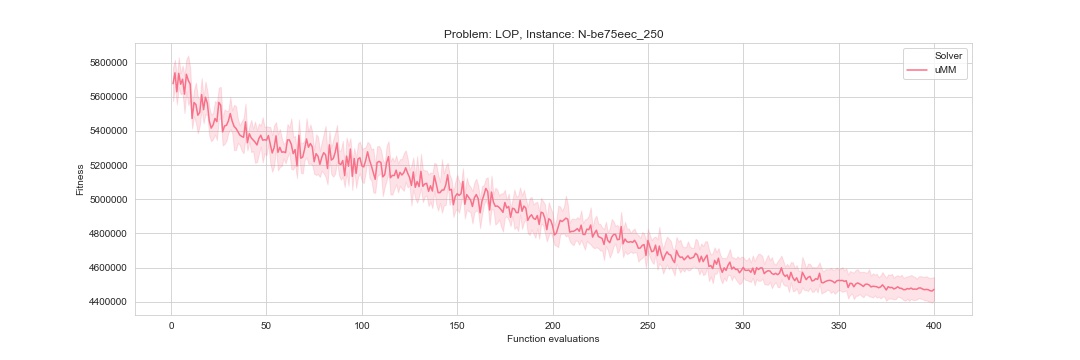 Problem: LOP, Instance: N-be75eec_250
Solver
uMM
5800000
5600000
5400000
5200000
5000000
4800000
4600000
4400000
Fitness
0 50 100 150 200 250 300 350 400
Function evaluations